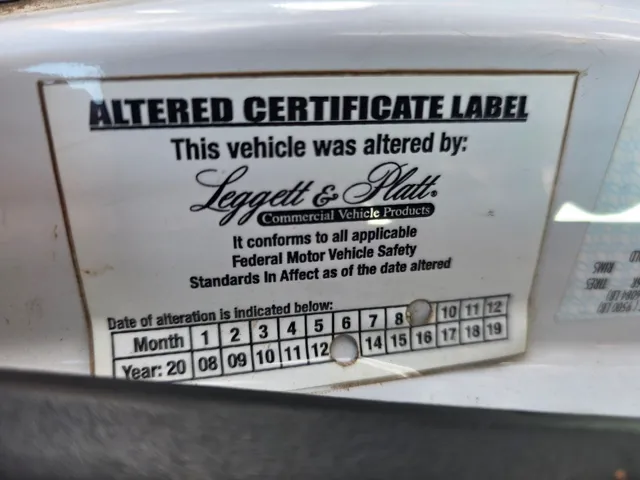 ALTERED CERTIFICATE LABEL
This vehicle was altered by:
Leggett & Platt®
Commercial Vehicle Products
It conforms to all applicable
Federal Motor Vehicle Safety
Standards In Affect as of the date altered
Date of alteration is indicated below:
Month 1 2 3 4 5 6 7 8 10 11 12
Year: 20 08 09 10 11 12 14 15 16 17 18 19